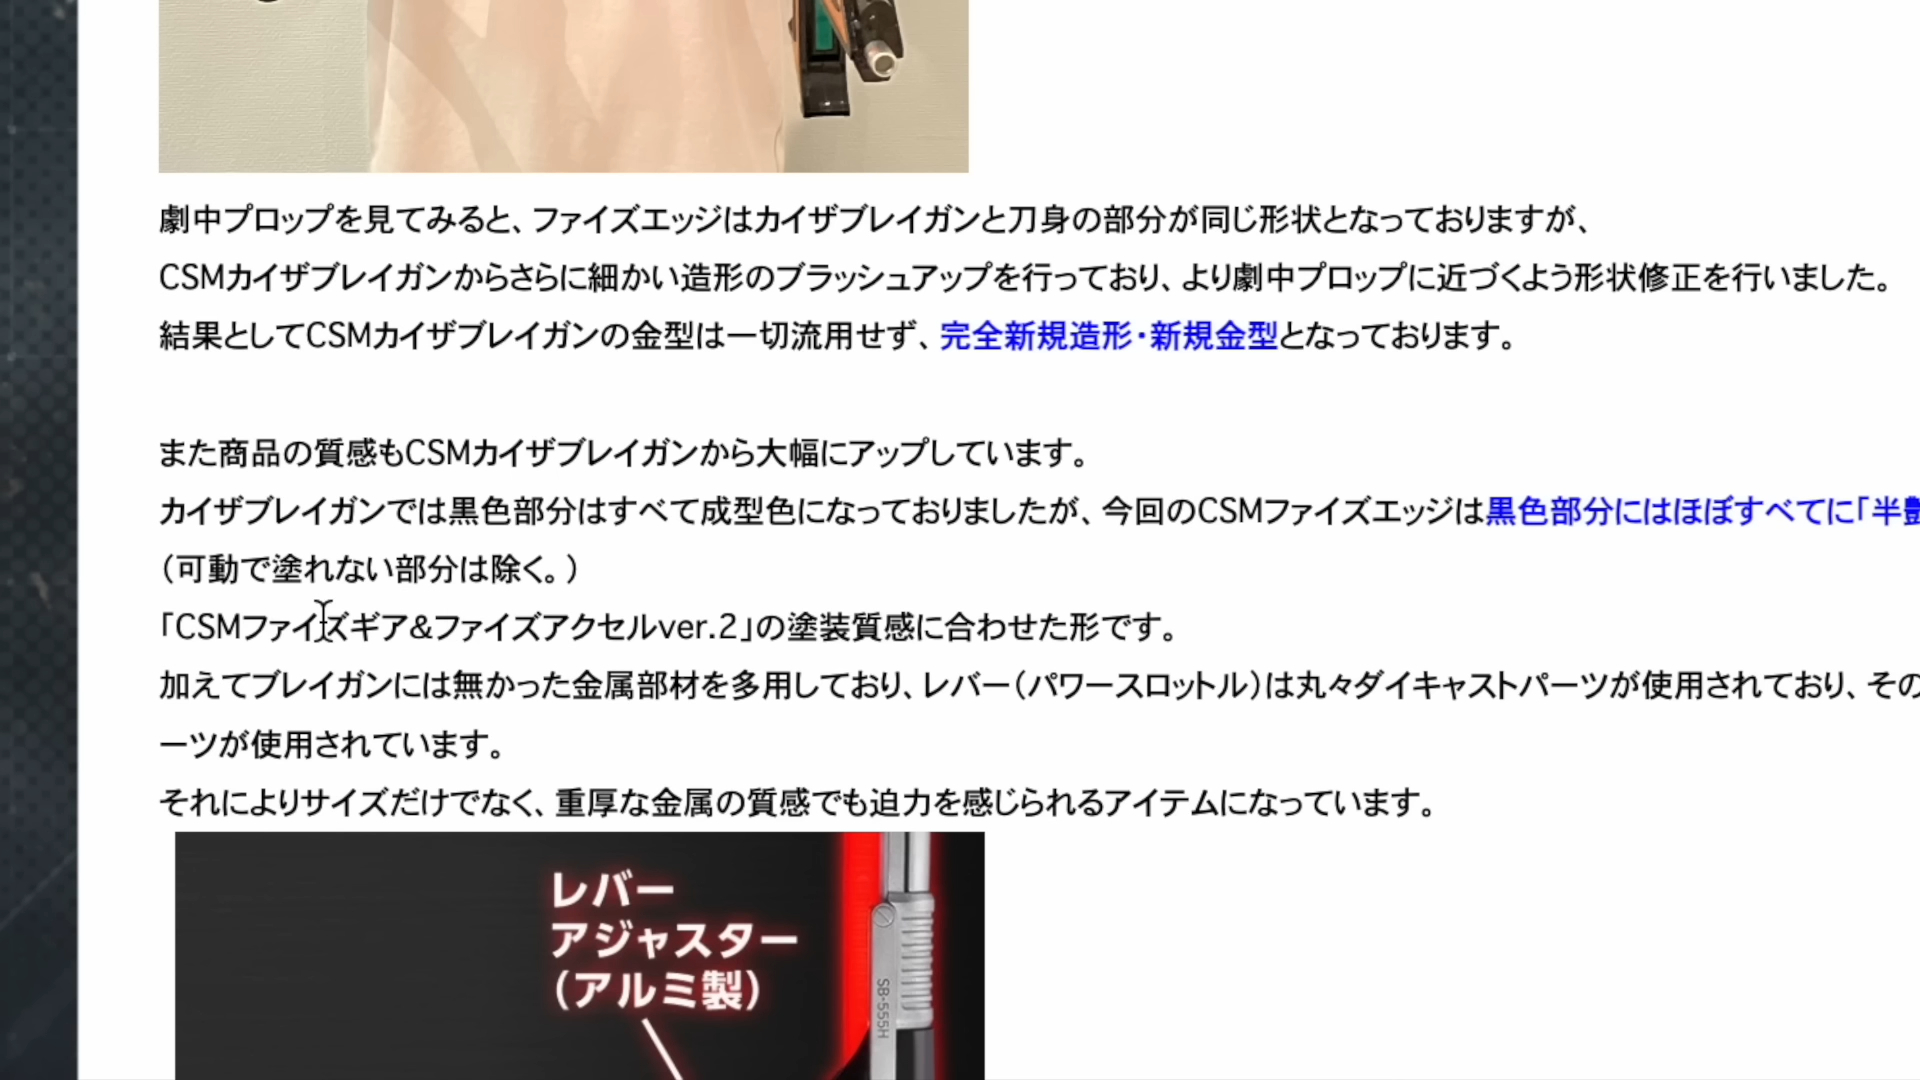 劇中プロップを見てみると、ファイズエッジはカイザブレイガンと刀身の部分が同じ形状となっておりますが、
CSMカイザブレイガンからさらに細かい造形のブラッシュアップを行っており、より劇中プロップに近づくよう形状修正を行いました。
結果としてCSMカイザブレイガンの金型は一切流用せず、完全新規造形・新規金型となっております。
また商品の質感もCSMカイザブレイガンから大幅にアップしています。
カイザブレイガンでは黒色部分はすべて成型色になっておりましたが、今回のCSMファイズエッジは黒色部分にはほぼすべてに「半
（可動で塗れない部分は除く。）
「CSMファイズギア&ファイズアクセルver.2」の塗装質感に合わせた形です。
加えてブレイガンには無かった金属部材を多用しており、レバー（パワースロットル）は丸々ダイキャストパーツが使用されており、その
ーツが使用されています。
それによりサイズだけでなく、重厚な金属の質感でも迫力を感じられるアイテムになっています。
レバー
アジャスター
（アルミ製）
SB-555H